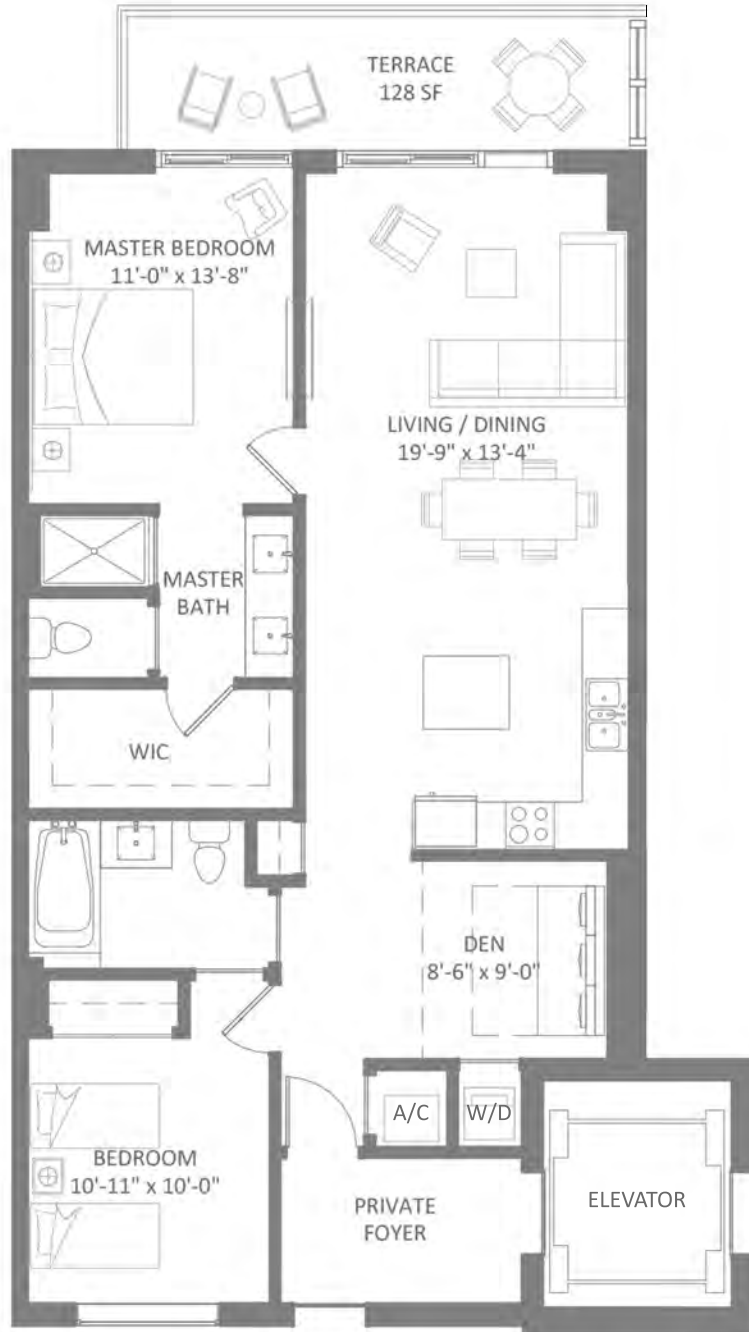 TERRACE
128 SF
MASTER BEDROOM
11'-0" x 13'-8"
LIVING / DINING
19'-9" x 13'-4"
MASTER
BATH
WIC
DEN
8'-6" x 9'-0"
A/C
W/D
BEDROOM
10'-11" x 10'-0"
PRIVATE
FOYER
ELEVATOR